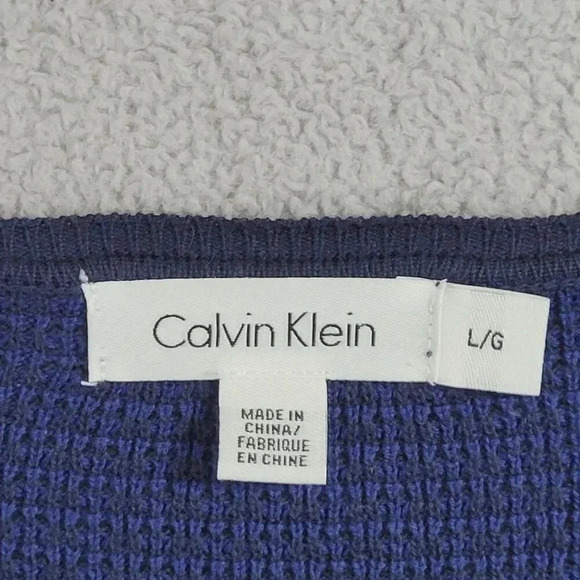 Calvin Klein
L/G
MADE IN
CHINA/
FABRIQUE
EN CHINE